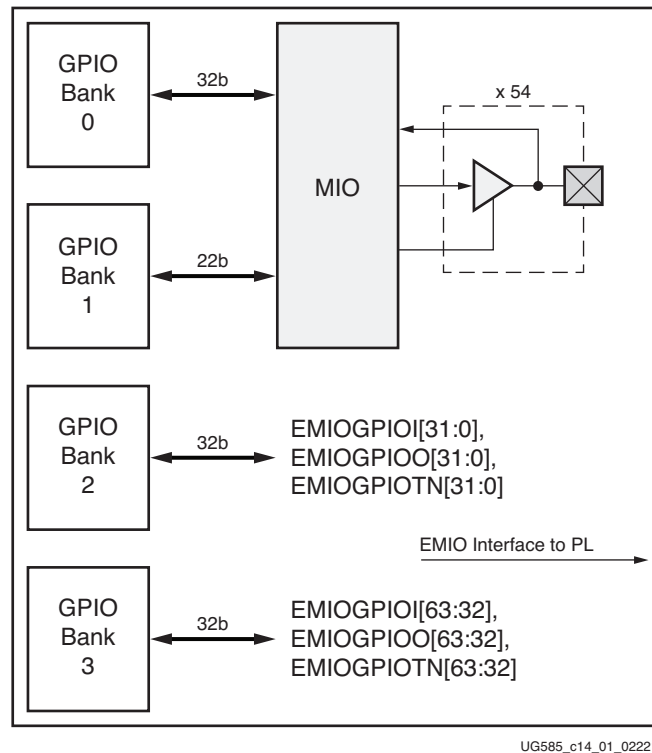 GPIO
Bank
0
32b
MIO
x 54
GPIO
Bank
1
22b
GPIO
Bank
2
32b
EMIOGPIOI[31:0],
EMIOGPIOO[31:0],
EMIOGPIOTN[31:0]
EMIO Interface to PL
GPIO
Bank
3
32b
EMIOGPIOI[63:32],
EMIOGPIOO[63:32],
EMIOGPIOTN[63:32]
UG585_c14_01_0222